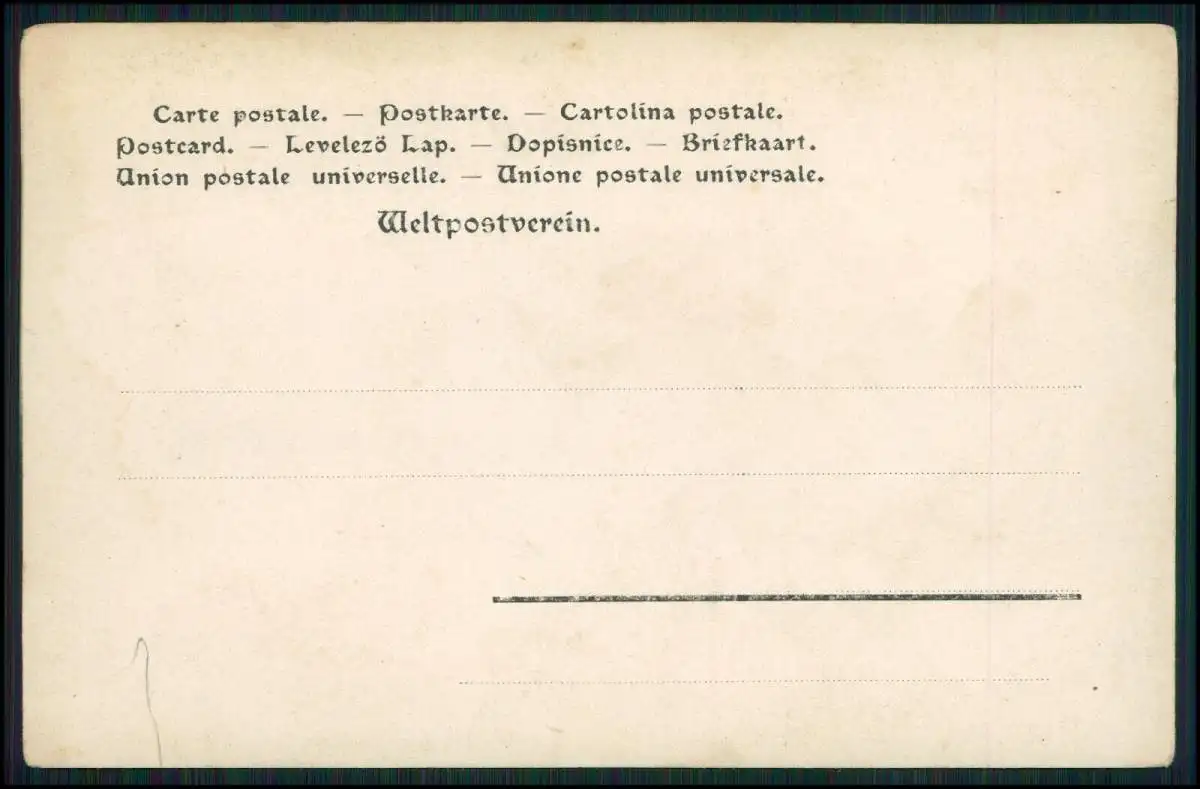 Carte postale. — Postkarte. — Cartolina postale.
Postcard. — Levelezö Lap. — Dopisnice. — Briefkaart.
Union postale universelle. — Unione postale universale.
Weltpostverein.